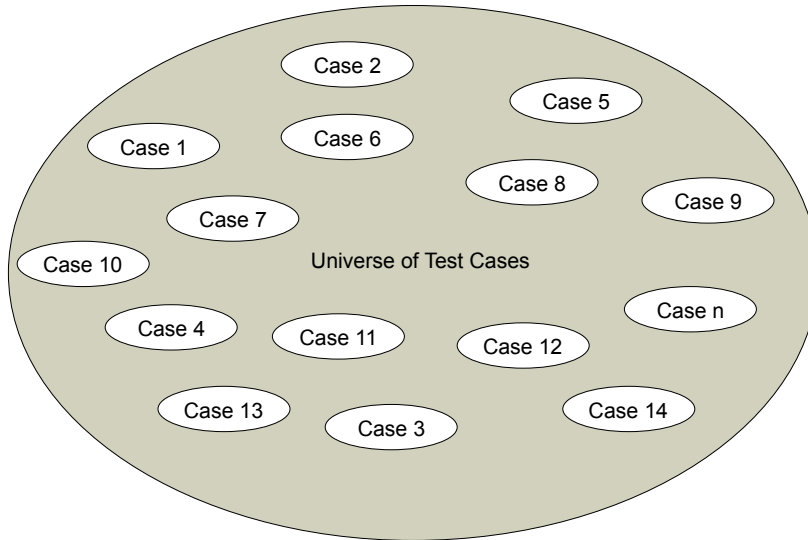 Case 2
Case 5
Case 6
Case 1
Case 8
Case 9
Case 7
Universe of Test Cases
Case 10
Case n
Case 4
Case 11
Case 12
Case 13
Case 14
Case 3